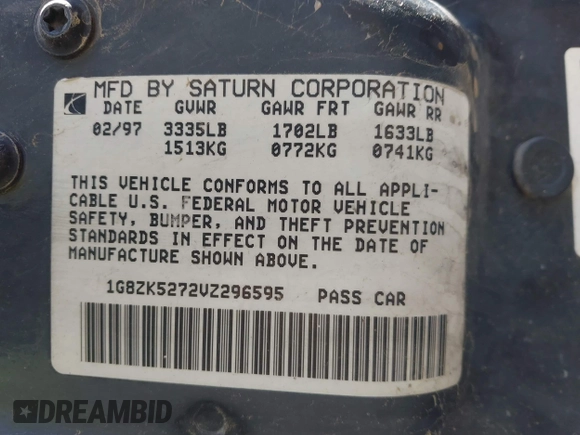 MFD BY SATURN CORPORATION
DATE GVWR GAWR FRT GAWR RR
02/97 3335LB 1702LB 1633LB
1513KG 0772KG 0741KG
THIS VEHICLE CONFORMS TO ALL APPLI-
CABLE U.S. FEDERAL MOTOR VEHICLE
SAFETY, BUMPER, AND THEFT PREVENTION
STANDARDS IN EFFECT ON THE DATE OF
MANUFACTURE SHOWN ABOVE.
1G8ZK5272VZ296595 PASS CAR
DREAMBID